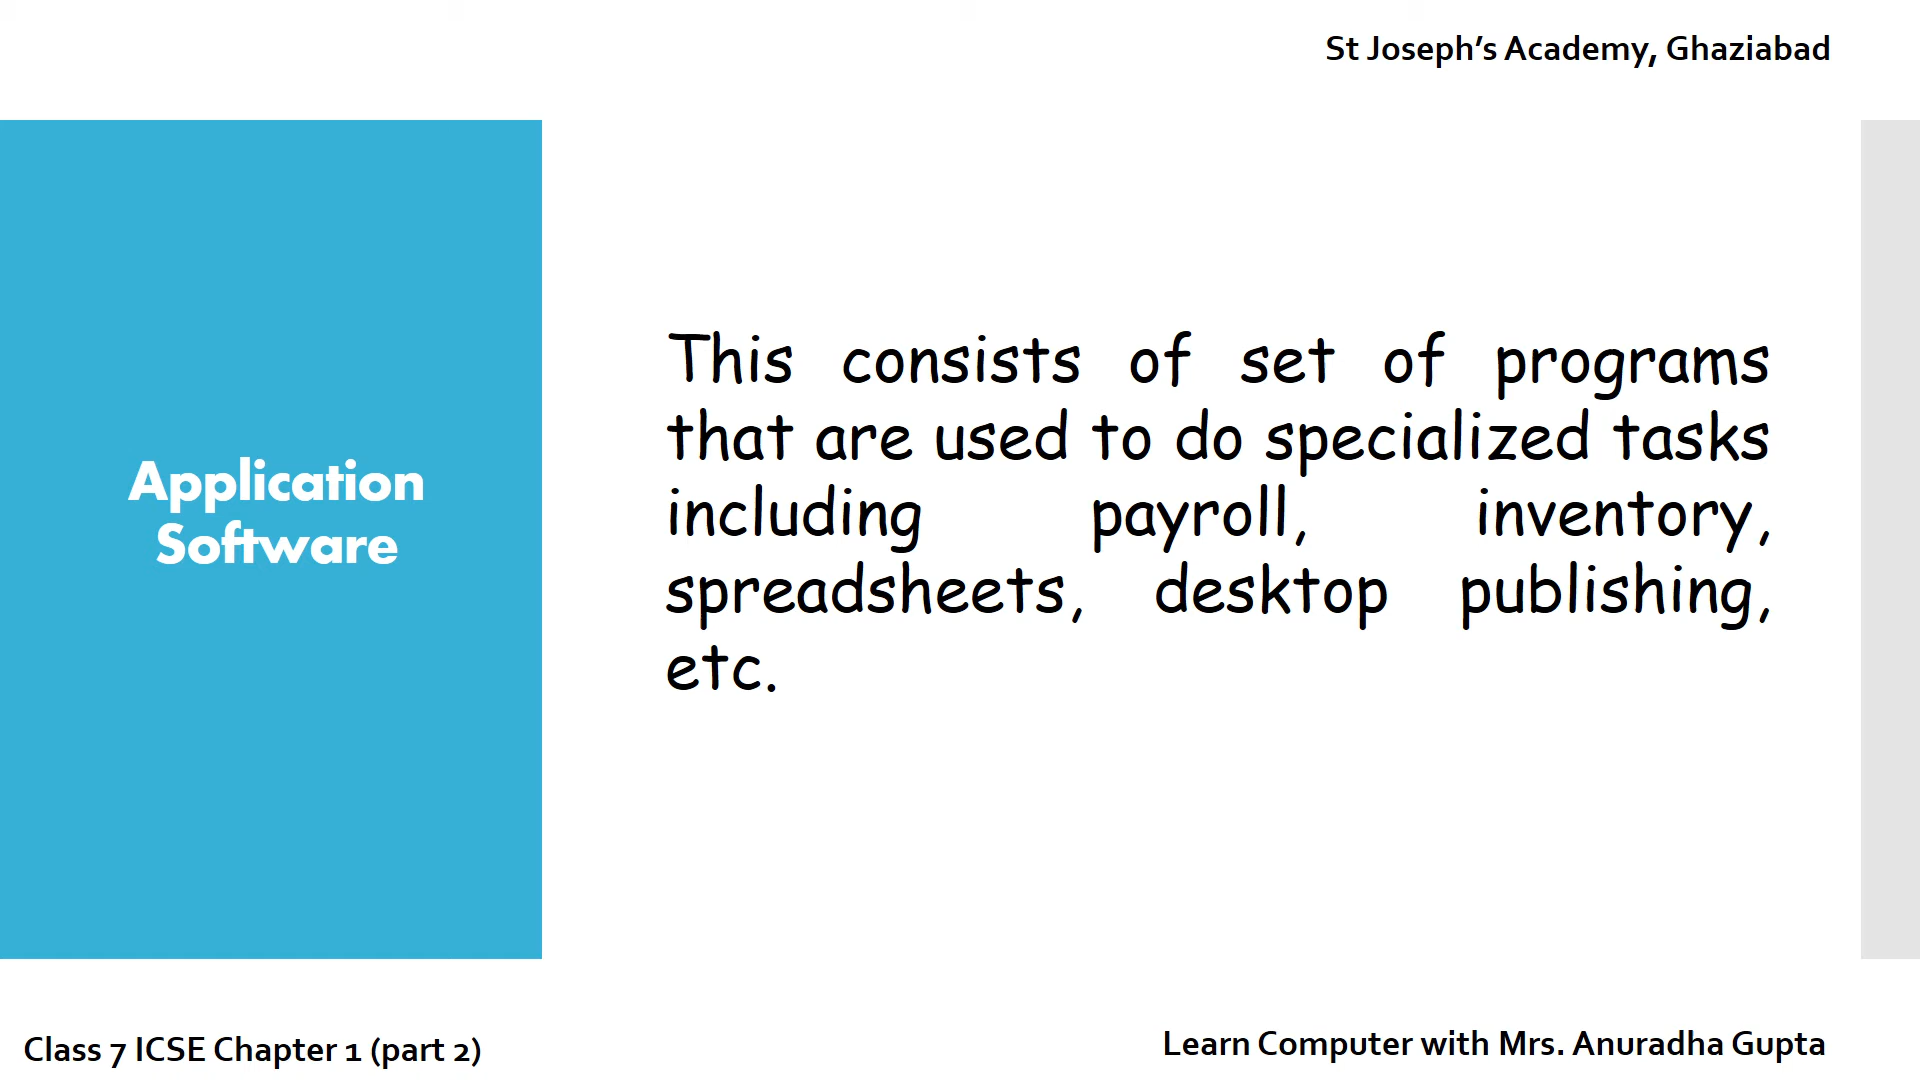 St Joseph’s Academy, Ghaziabad
Application
Software
This consists of set of programs
that are used to do specialized tasks
including payroll, inventory,
spreadsheets, desktop publishing,
etc.
Class 7 ICSE Chapter 1 (part 2)
Learn Computer with Mrs. Anuradha Gupta